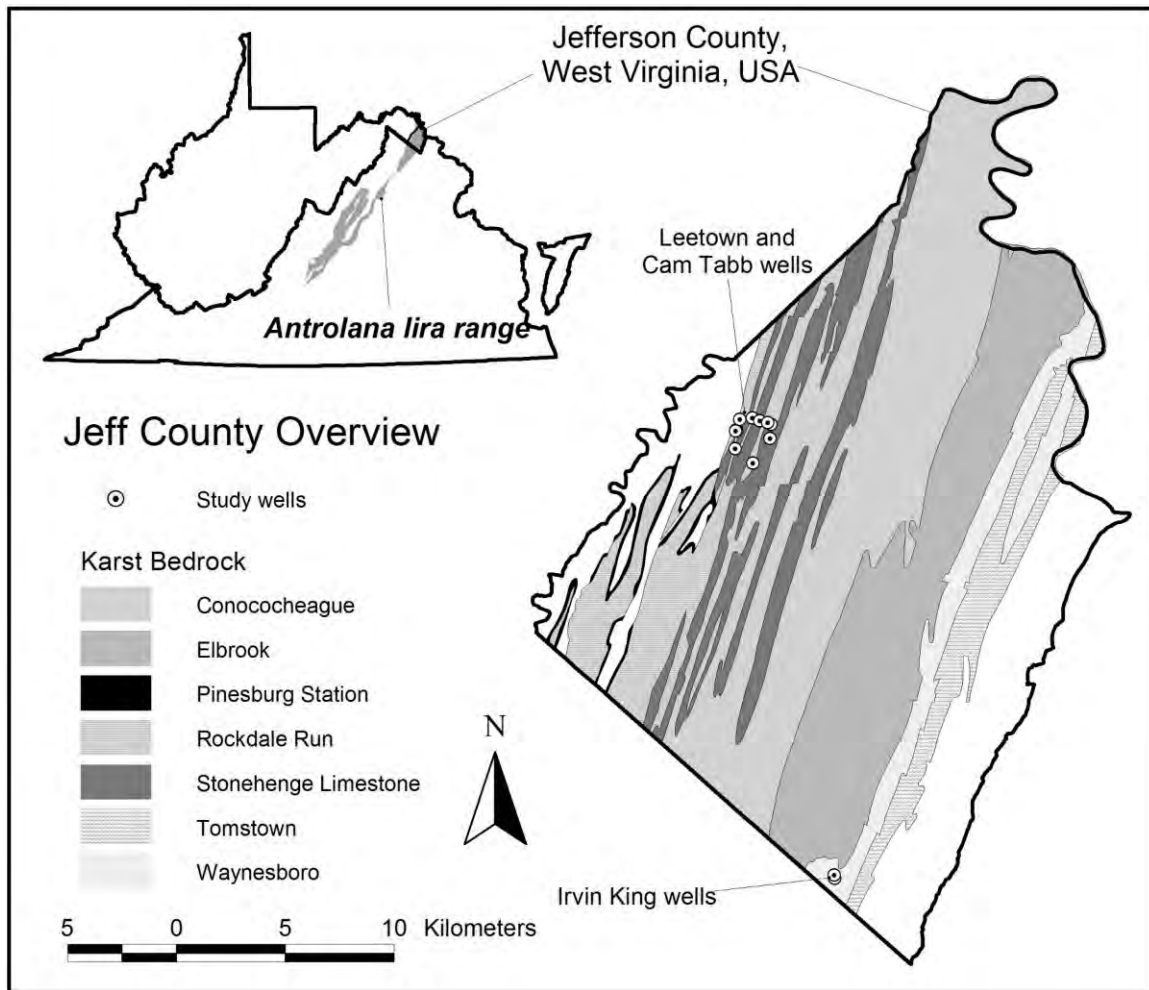 Jefferson County,
West Virginia, USA
Antrolana lira range
Leetown and
Cam Tabb wells
Jeff County Overview
Study wells
Karst Bedrock
Conococheague
Elbrook
Pinesburg Station
Rockdale Run
Stonehenge Limestone
Tomstown
Waynesboro
N
Irvin King wells
5 0 5 10 Kilometers